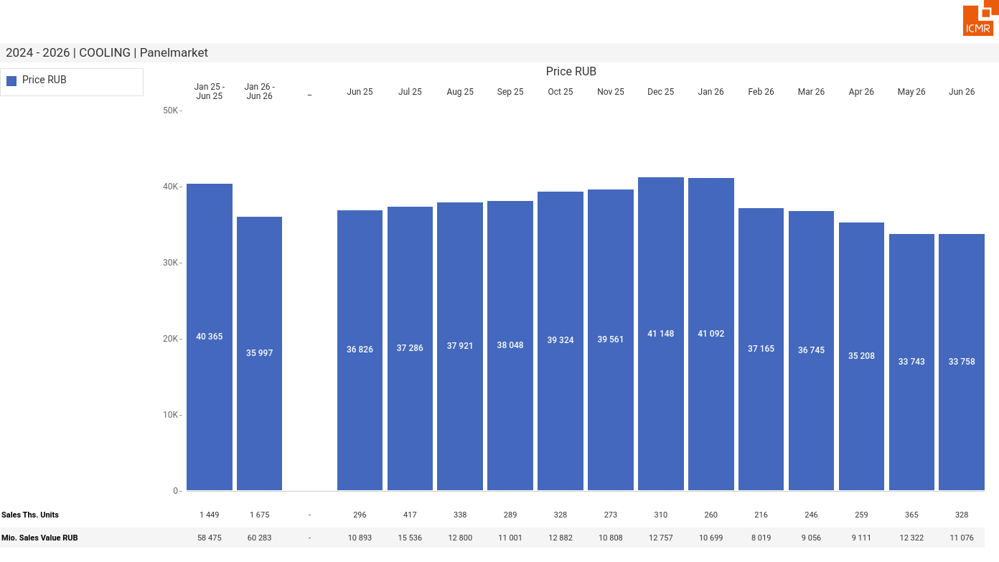 ICMR
2024 - 2026 | COOLING | Panelmarket
Price RUB
Price RUB
Jan 25 - Jan 26 -
Jun 25 Jun 26 – Jun 25 Jul 25 Aug 25 Sep 25 Oct 25 Nov 25 Dec 25 Jan 26 Feb 26 Mar 26 Apr 26 May 26 Jun 26
50K
40K
30K
20K
10K
0
40 365 35 997 36 826 37 286 37 921 38 048 39 324 39 561 41 148 41 092 37 165 36 745 35 208 33 743 33 758
Sales Ths. Units 1 449 1 675 - 296 417 338 289 328 273 310 260 216 246 259 365 328
Mio. Sales Value RUB 58 475 60 283 - 10 893 15 536 12 800 11 001 12 882 10 808 12 757 10 699 8 019 9 056 9 111 12 322 11 076